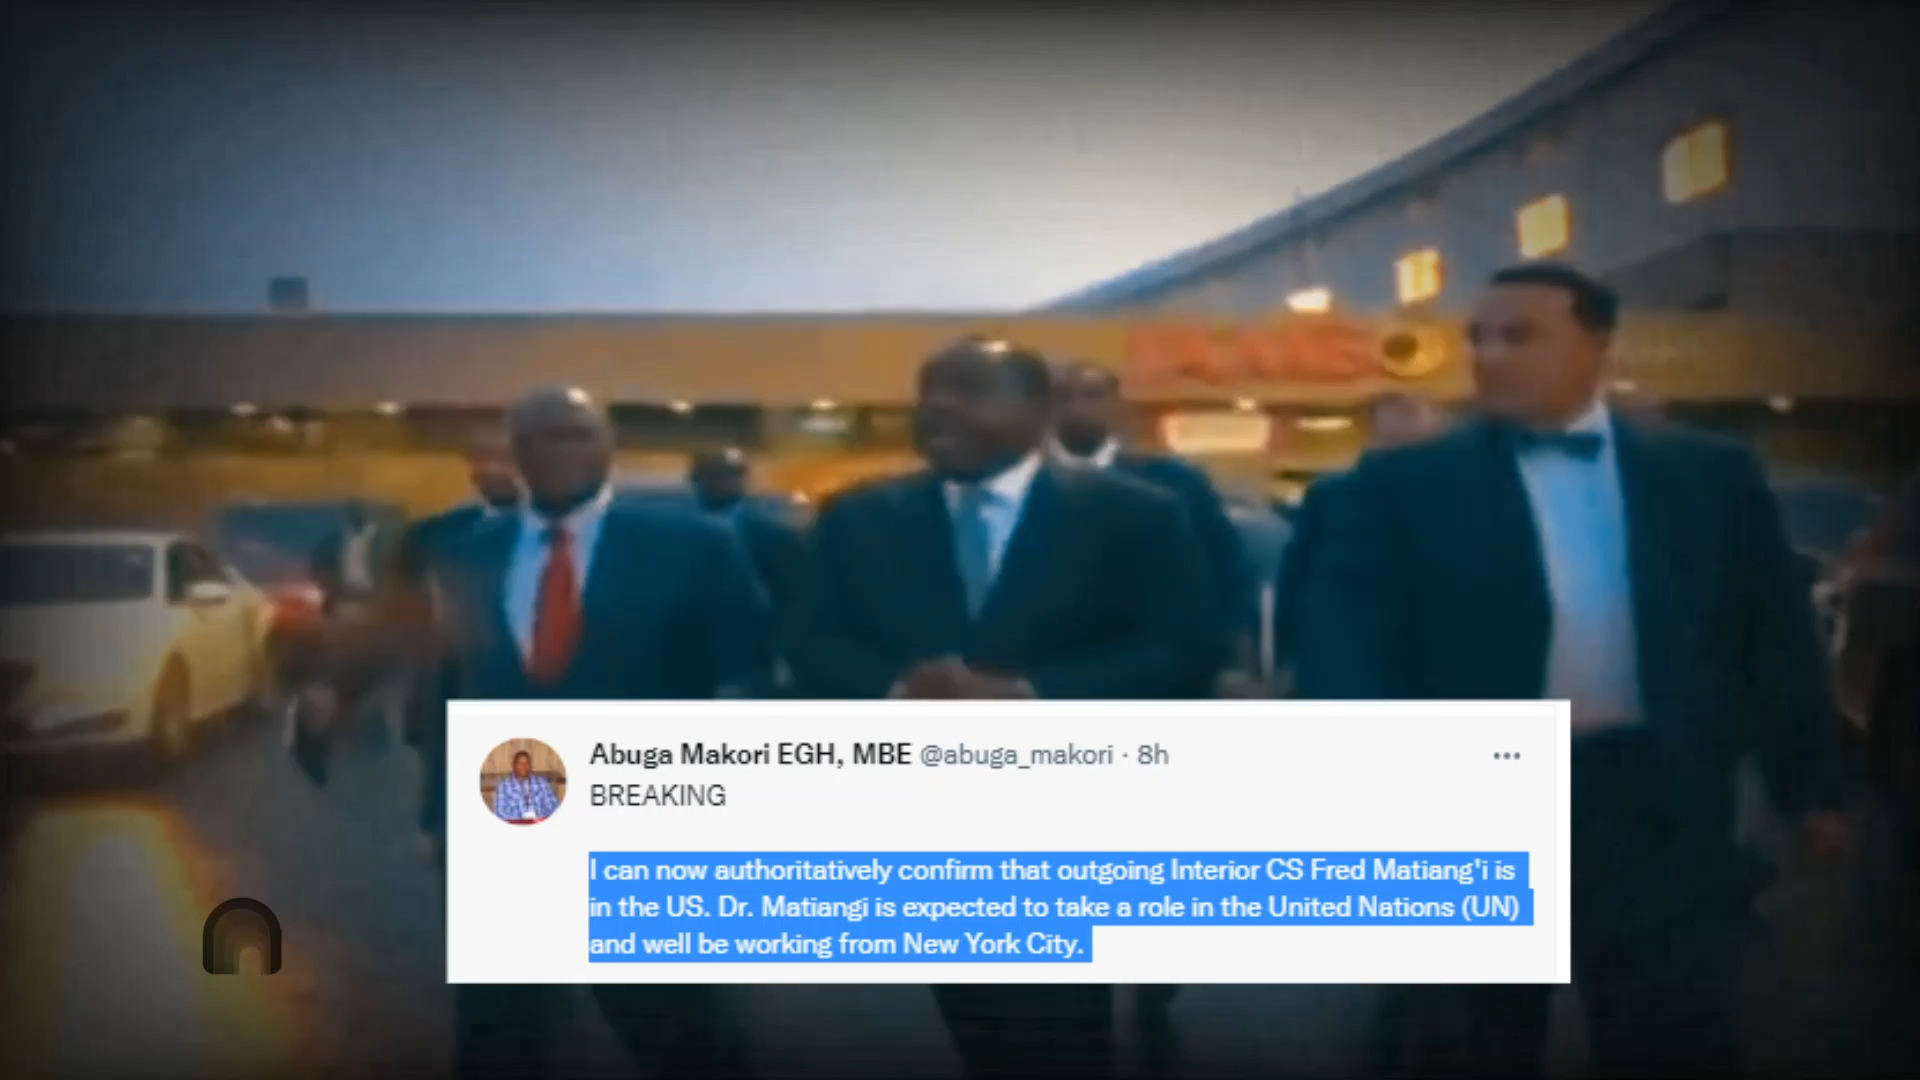 Abuga Makori EGH, MBE @abuga_makori · 8h
BREAKING
I can now authoritatively confirm that outgoing Interior CS Fred Matiang'i is
in the US. Dr. Matiangi is expected to take a role in the United Nations (UN)
and well be working from New York City.